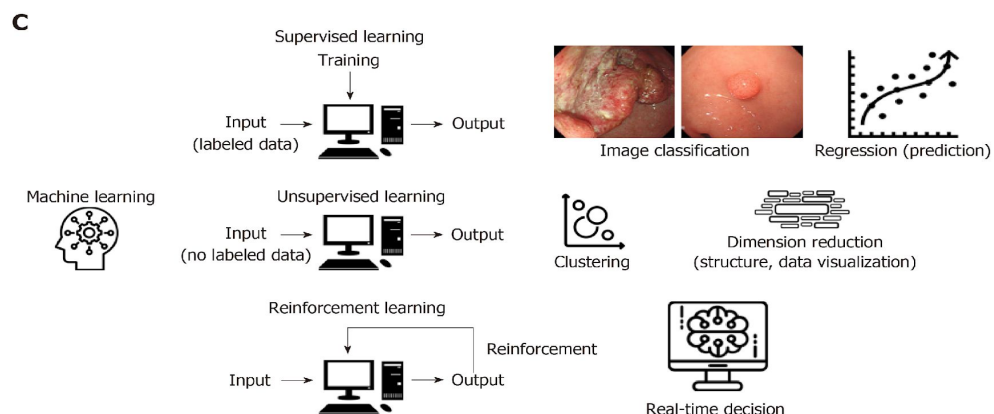 C
Supervised learning
Training
Input
(labeled data)
Output
Image classification
Regression (prediction)
Machine learning
Unsupervised learning
Input
(no labeled data)
Output
Clustering
Dimension reduction
(structure, data visualization)
Reinforcement learning
Reinforcement
Input
Output
Real-time decision